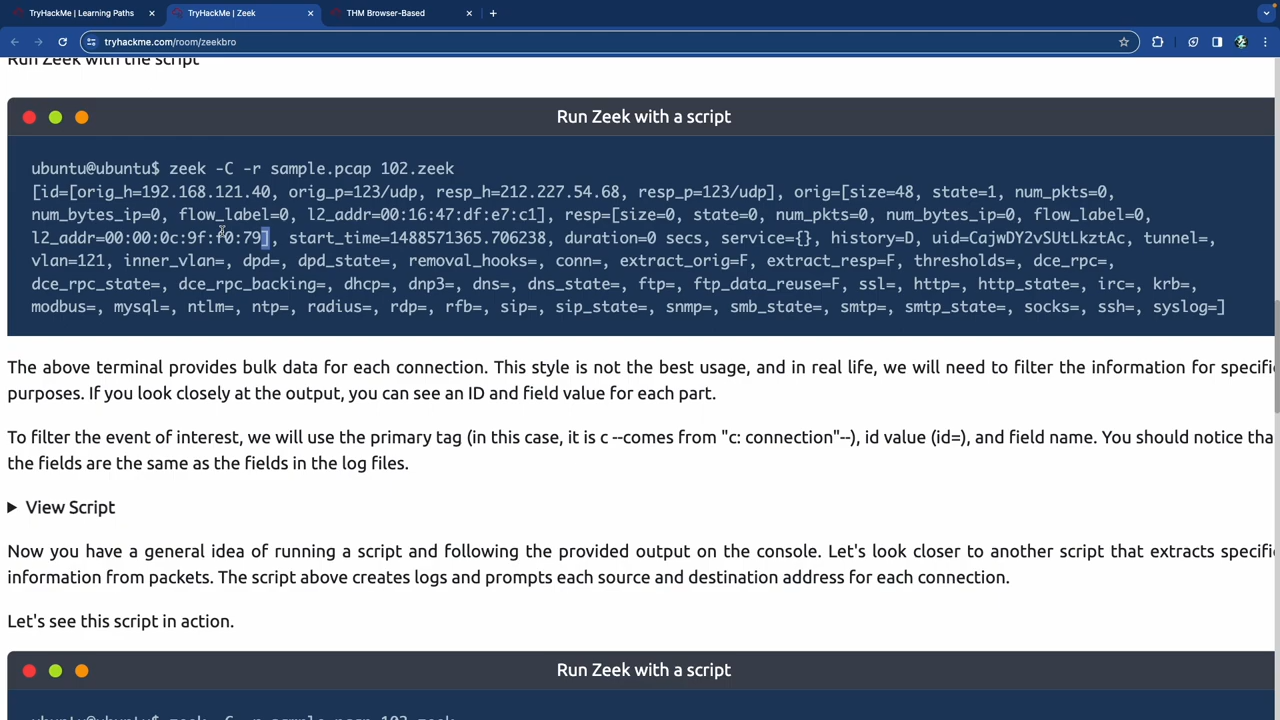 TryHackMe | Learning Paths
TryHackMe | Zeek
THM Browser-Based
tryhackme.com/room/zeekbro
Run Zeek with the script
Run Zeek with a script
ubuntu@ubuntu$ zeek -C -r sample.pcap 102.zeek
[id=[orig_h=192.168.121.40, orig_p=123/udp, resp_h=212.227.54.68, resp_p=123/udp], orig=[size=48, state=1, num_pkts=0,
num_bytes_ip=0, flow_label=0, l2_addr=00:16:47:df:e7:c1], resp=[size=0, state=0, num_pkts=0, num_bytes_ip=0, flow_label=0,
l2_addr=00:00:0c:9f:f0:79], start_time=1488571365.706238, duration=0 secs, service={}, history=D, uid=CajwDY2vSUtLkztAc, tunnel=,
vlan=121, inner_vlan=, dpd=, dpd_state=, removal_hooks=, conn=, extract_orig=F, extract_resp=F, thresholds=, dce_rpc=,
dce_rpc_state=, dce_rpc_backing=, dhcp=, dnp3=, dns=, dns_state=, ftp=, ftp_data_reuse=F, ssl=, http=, http_state=, irc=, krb=,
modbus=, mysql=, ntlm=, ntp=, radius=, rdp=, rfb=, sip=, sip_state=, snmp=, smb_state=, smtp=, smtp_state=, socks=, ssh=, syslog=]
The above terminal provides bulk data for each connection. This style is not the best usage, and in real life, we will need to filter the information for specific
purposes. If you look closely at the output, you can see an ID and field value for each part.
To filter the event of interest, we will use the primary tag (in this case, it is c --comes from "c: connection"--), id value (id=), and field name. You should notice tha
the fields are the same as the fields in the log files.
View Script
Now you have a general idea of running a script and following the provided output on the console. Let's look closer to another script that extracts specific
information from packets. The script above creates logs and prompts each source and destination address for each connection.
Let's see this script in action.
Run Zeek with a script
ubuntu@ubuntu$ zeek -C -r sample.pcap 103.zeek